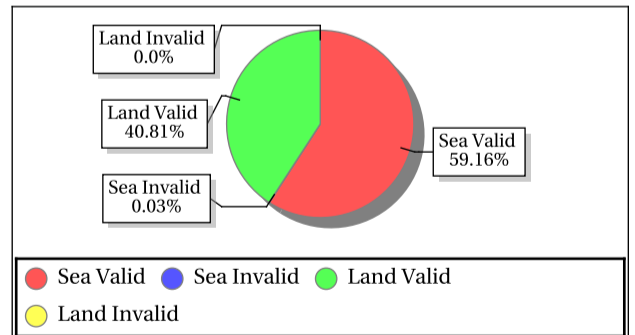 Land Invalid
0.0%
Land Valid
40.81%
Sea Valid
59.16%
Sea Invalid
0.03%
Sea Valid Sea Invalid Land Valid
Land Invalid